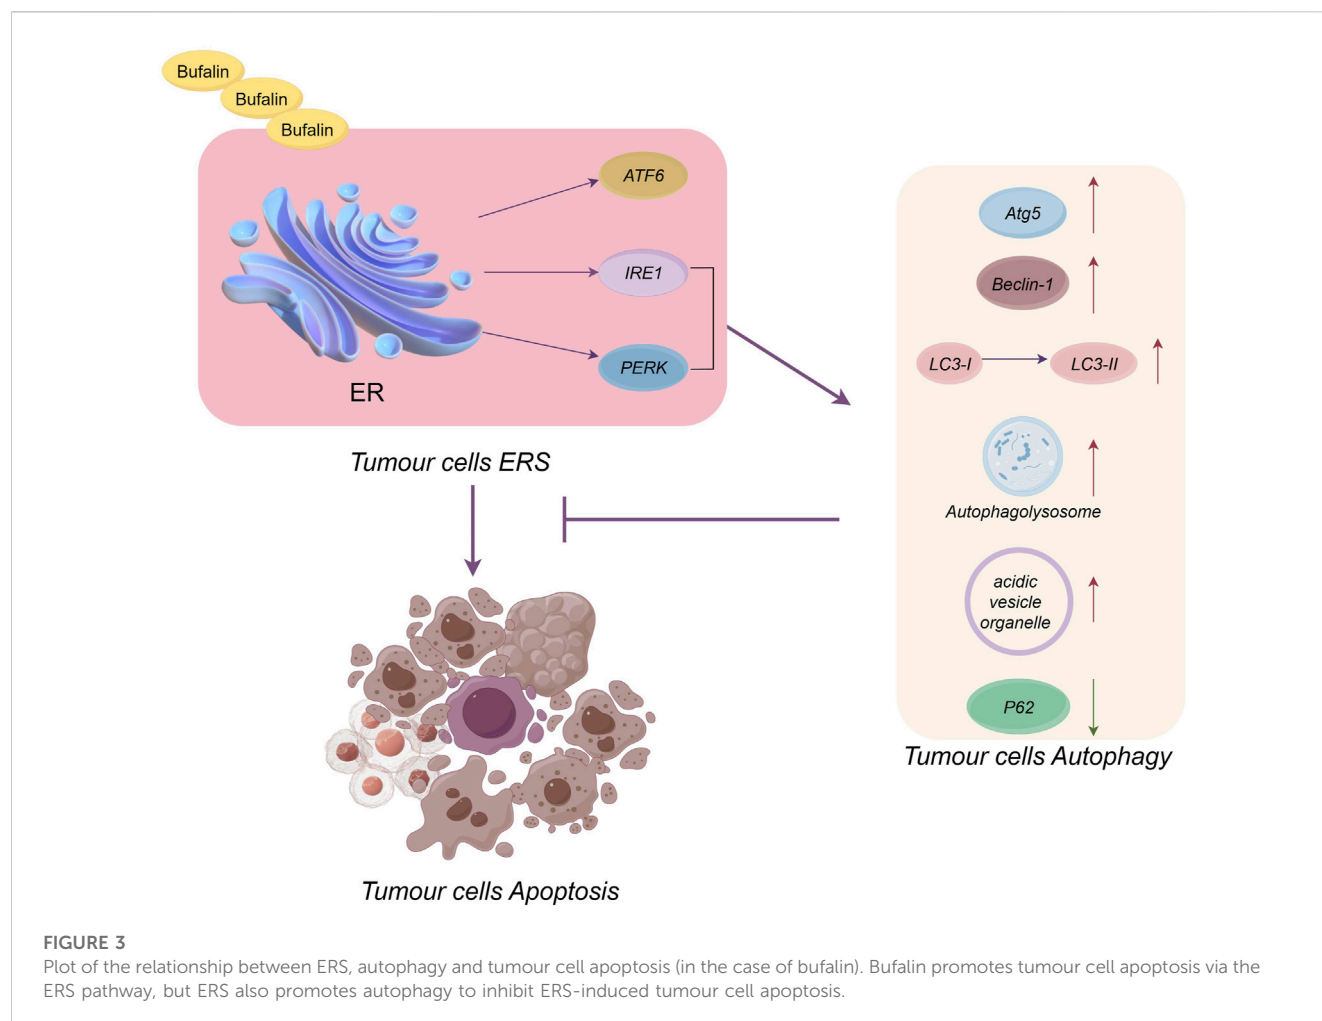 Bufalin
Bufalin
Bufalin
ATF6
IRE1
PERK
ER
Tumour cells ERS
Atg5
Beclin-1
LC3-I
LC3-II
Autophagolysosome
acidic
vesicle
organelle
P62
Tumour cells Autophagy
Tumour cells Apoptosis
FIGURE 3
Plot of the relationship between ERS, autophagy and tumour cell apoptosis (in the case of bufalin). Bufalin promotes tumour cell apoptosis via the
ERS pathway, but ERS also promotes autophagy to inhibit ERS-induced tumour cell apoptosis.